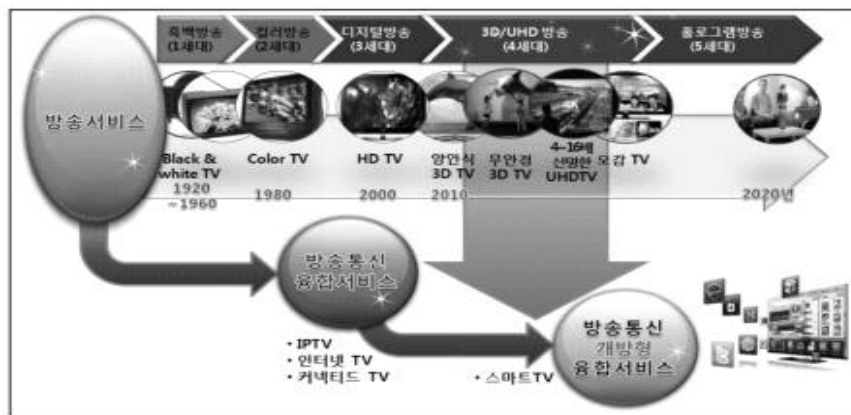 흑백방송 컬러방송 디지털방송 3D/UHD 방송 홀로그램방송
(1세대) (2세대) (3세대) (4세대) (5세대)
방송서비스
Black & white TV
Color TV
HD TV
양안식 3D TV
무안경 3D TV
4~16배 선명한 UHDTV
오감 TV
1920 ~1960
1980
2000
2010
2020년
방송통신
융합서비스
• IPTV
• 인터넷 TV
• 커넥티드 TV
• 스마트TV
방송통신
개방형
융합서비스